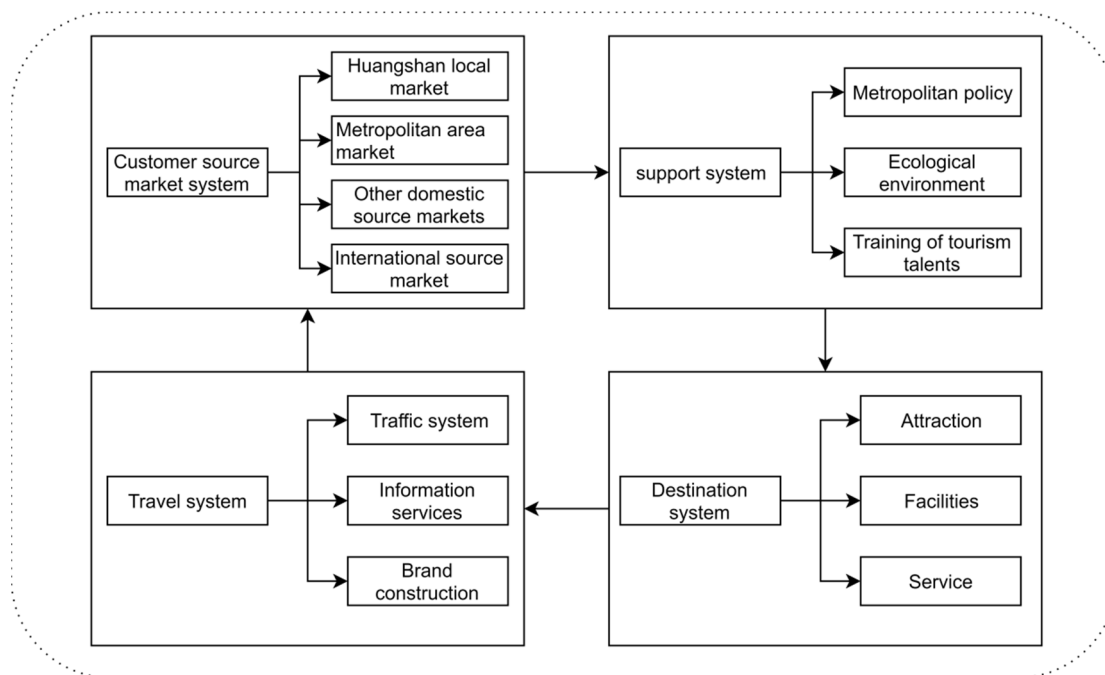 Customer source
market system
Huangshan local
market
Metropolitan area
market
Other domestic
source markets
International source
market
support system
Metropolitan policy
Ecological
environment
Training of tourism
talents
Travel system
Traffic system
Information
services
Brand
construction
Destination
system
Attraction
Facilities
Service